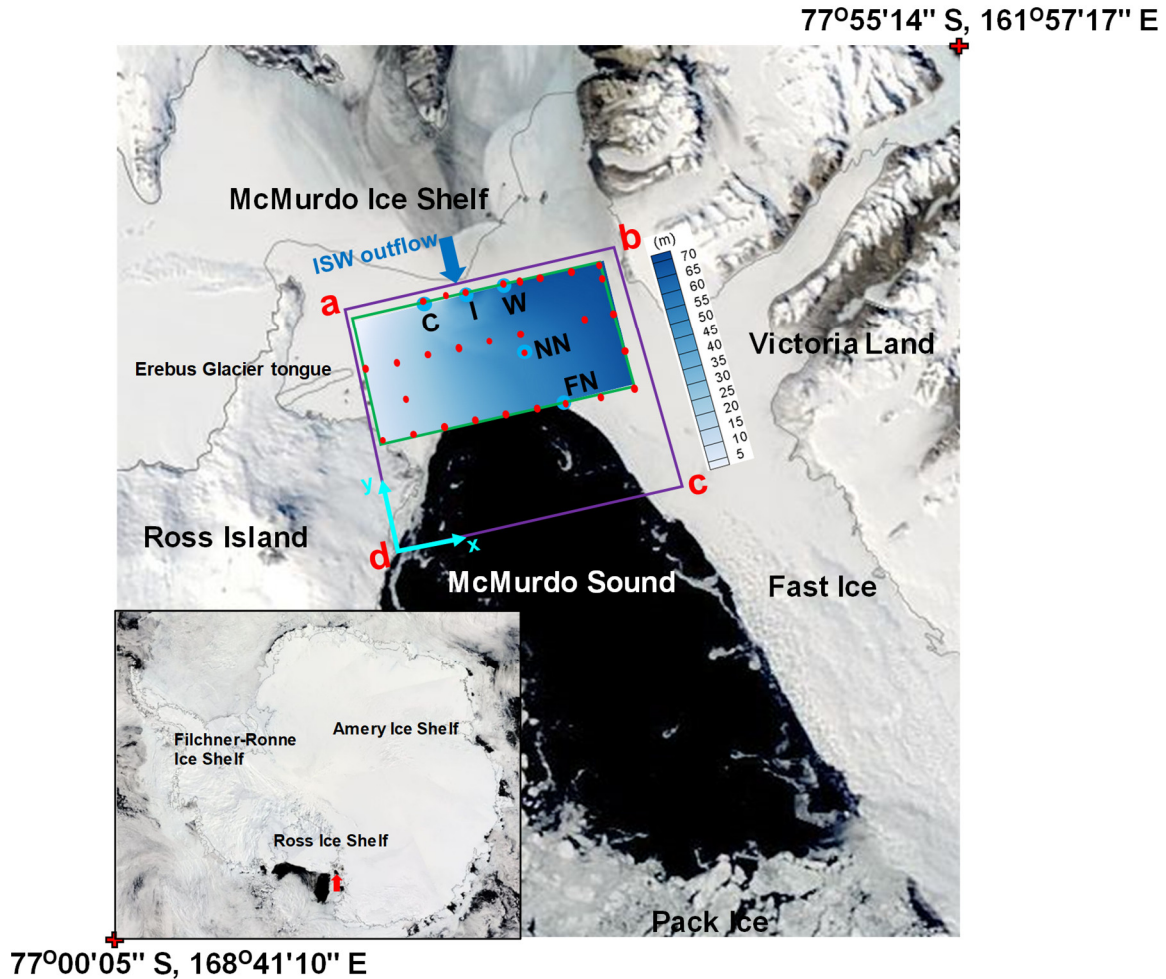 77°55'14" S, 161°57'17" E
McMurdo Ice Shelf
ISW outflow
a
b
(m)
70
65
60
55
50
45
40
35
30
25
20
15
10
5
C
I
W
NN
FN
Erebus Glacier tongue
Victoria Land
c
y
x
d
Ross Island
McMurdo Sound
Fast Ice
Amery Ice Shelf
Filchner-Ronne
Ice Shelf
Ross Ice Shelf
Pack Ice
77°00'05" S, 168°41'10" E